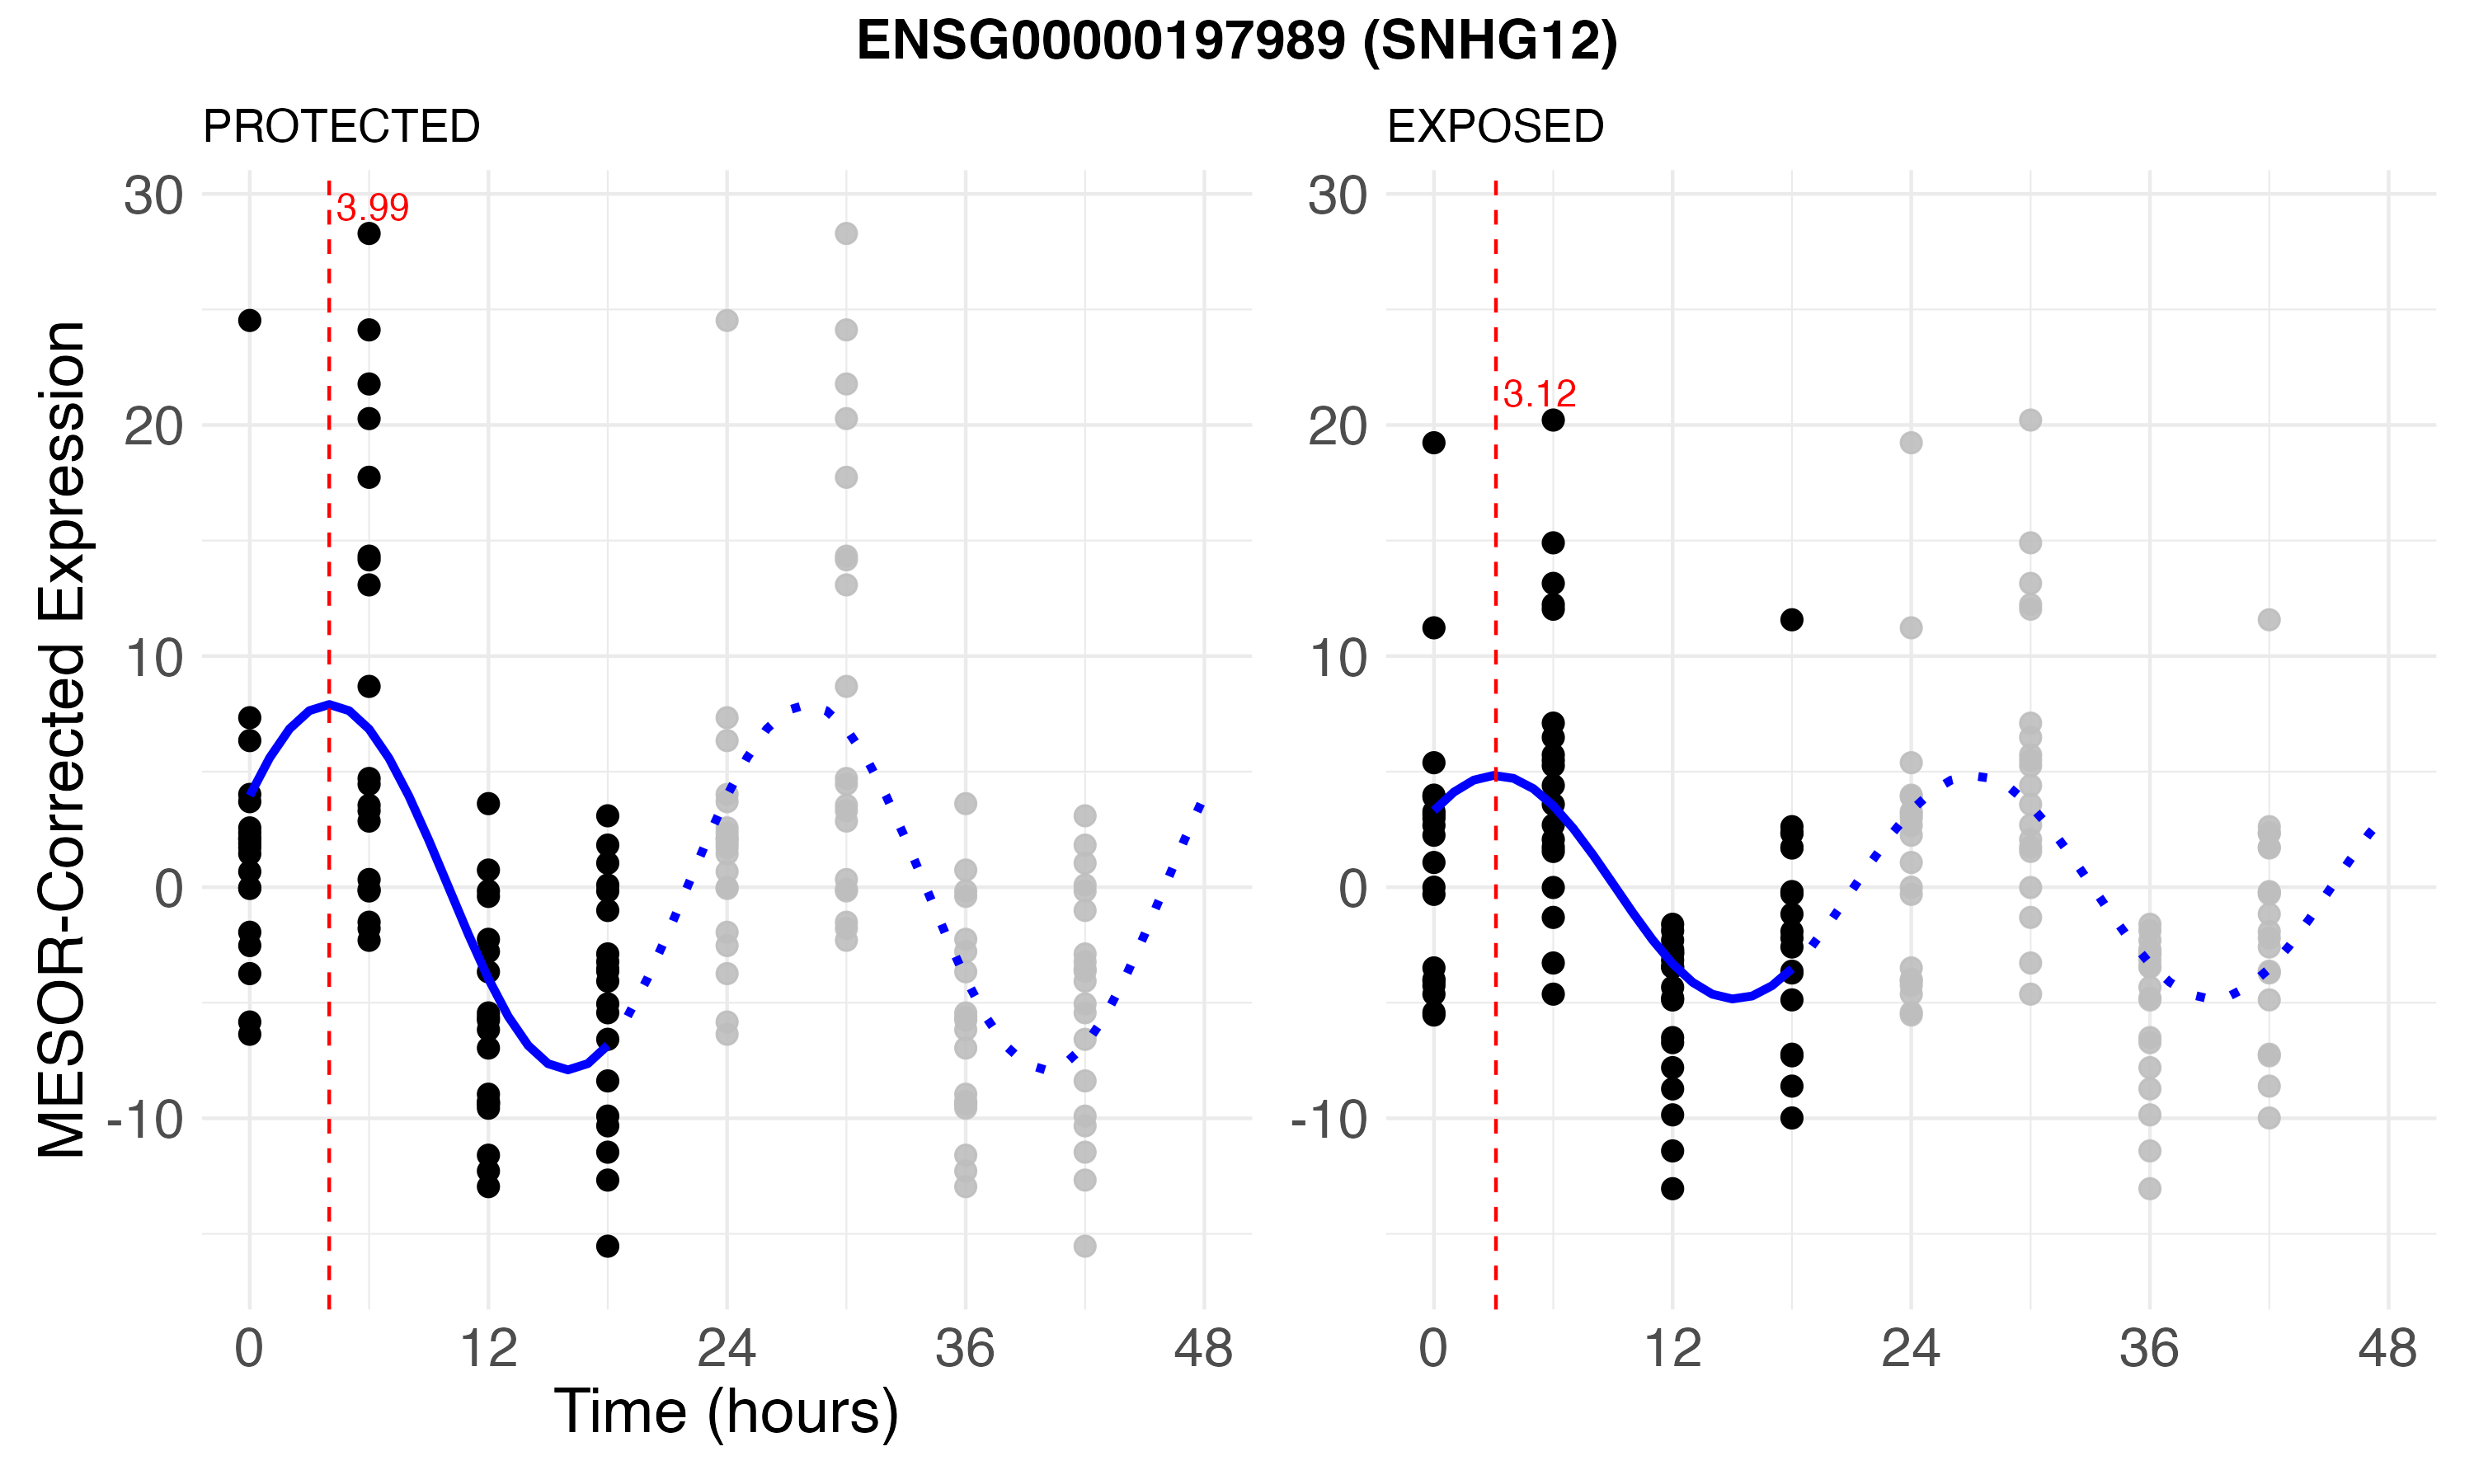 ENSG00000197989 (SNHG12)
PROTECTED
EXPOSED
MESOR-Corrected Expression
30
20
10
0
-10
3.99
0 12 24 36 48
30
20
10
0
-10
3.12
0 12 24 36 48
Time (hours)